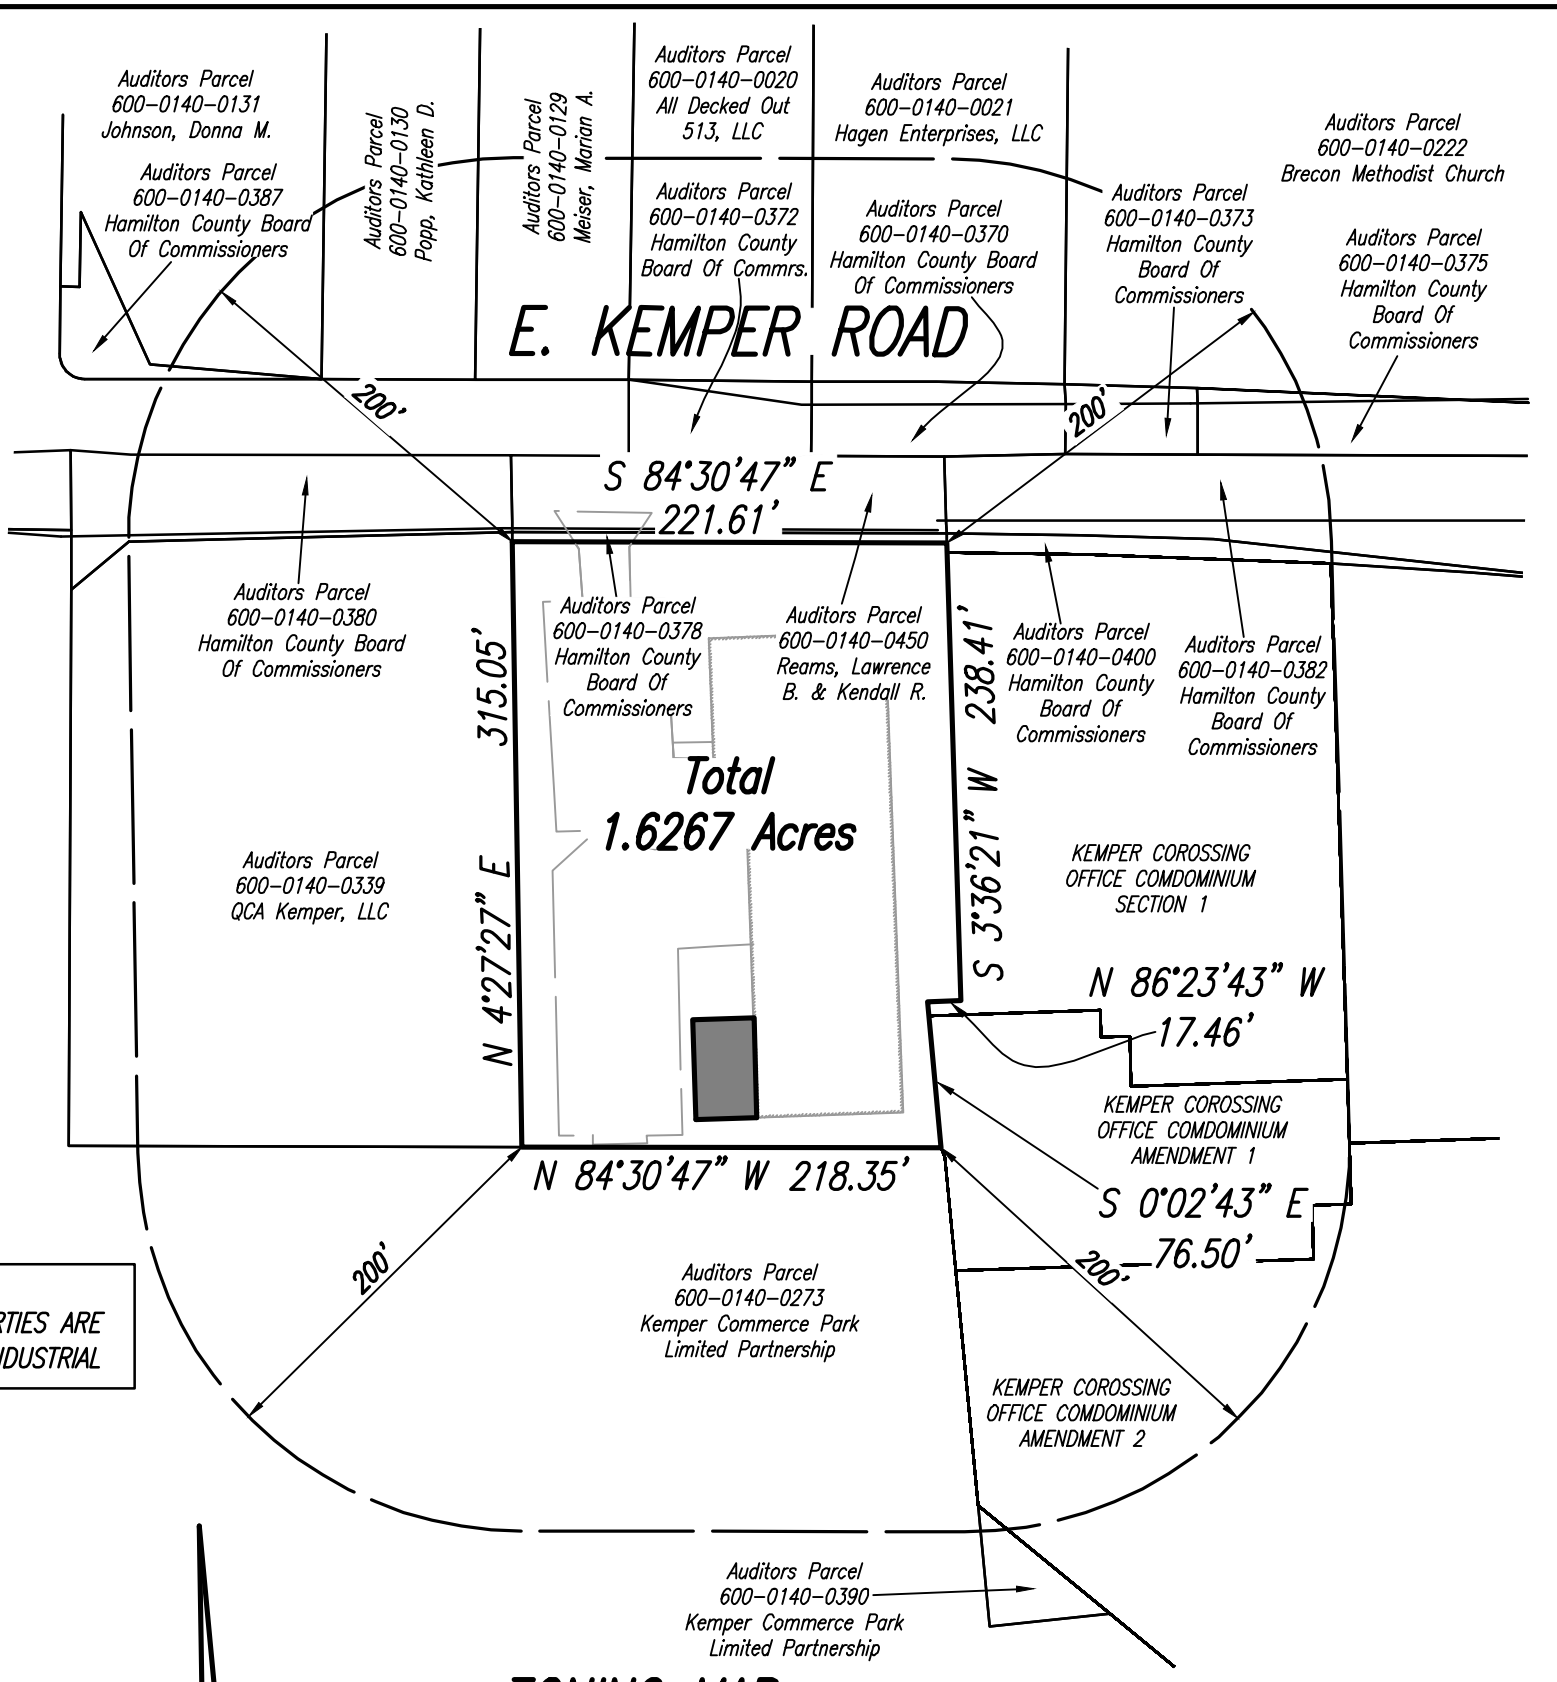 Auditors Parcel
600-0140-0131
Johnson, Donna M.
Auditors Parcel
600-0140-0387
Hamilton County Board
Of Commissioners
Auditors Parcel
600-0140-0130
Popp, Kathleen D.
Auditors Parcel
600-0140-0129
Meiser, Marian A.
Auditors Parcel
600-0140-0020
All Decked Out
513, LLC
Auditors Parcel
600-0140-0372
Hamilton County
Board Of Commrs.
Auditors Parcel
600-0140-0021
Hagen Enterprises, LLC
Auditors Parcel
600-0140-0370
Hamilton County Board
Of Commissioners
Auditors Parcel
600-0140-0222
Brecon Methodist Church
Auditors Parcel
600-0140-0373
Hamilton County
Board Of
Commissioners
Auditors Parcel
600-0140-0375
Hamilton County
Board Of
Commissioners
E. KEMPER ROAD
200'
200'
S 84°30'47" E
221.61'
Auditors Parcel
600-0140-0380
Hamilton County Board
Of Commissioners
Auditors Parcel
600-0140-0378
Hamilton County
Board Of
Commissioners
Auditors Parcel
600-0140-0450
Reams, Lawrence
B. & Kendall R.
Auditors Parcel
600-0140-0400
Hamilton County
Board Of
Commissioners
Auditors Parcel
600-0140-0382
Hamilton County
Board Of
Commissioners
N 4°27'27" E 315.05'
S 3°36'21" W 238.41'
Total
1.6267 Acres
Auditors Parcel
600-0140-0339
QCA Kemper, LLC
KEMPER COROSSING
OFFICE COMDOMINIUM
SECTION 1
N 86°23'43" W
17.46'
KEMPER COROSSING
OFFICE COMDOMINIUM
AMENDMENT 1
N 84°30'47" W 218.35'
S 0°02'43" E
76.50'
200'
200'
Auditors Parcel
600-0140-0273
Kemper Commerce Park
Limited Partnership
ARE
KEMPER COROSSING
OFFICE COMDOMINIUM
AMENDMENT 2
Auditors Parcel
600-0140-0390
Kemper Commerce Park
Limited Partnership